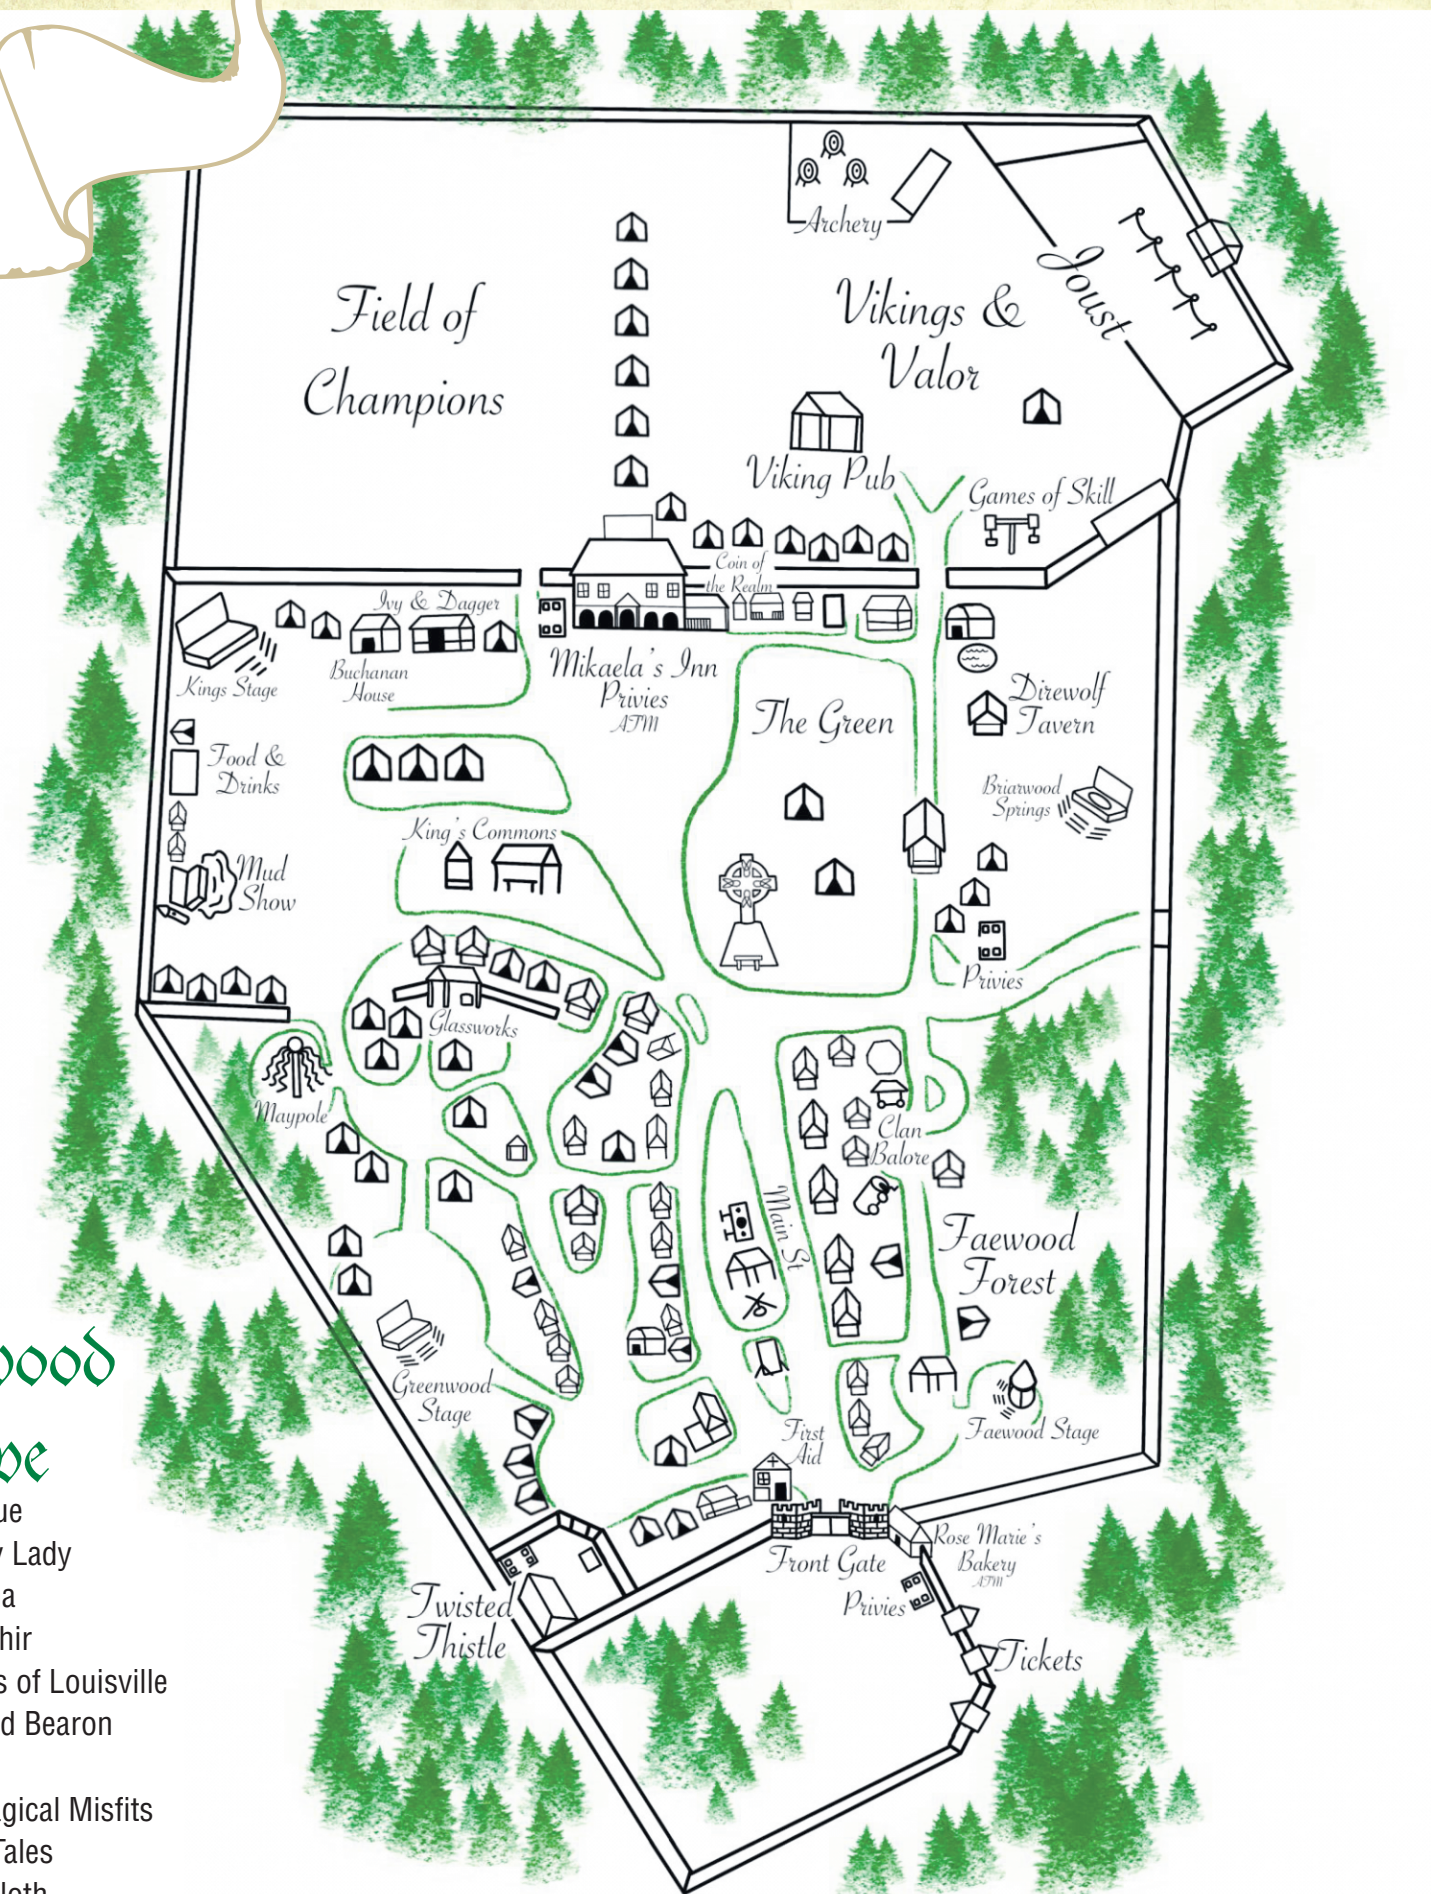 Archery
Field of
Champions
Joust
Vikings &
Valor
Viking Pub
Games of Skill
Coin of
the Realm
Ivy & Dagger
Kings Stage
Buchanan
House
Mikaela's Inn
Privies
ATM
The Green
Direwolf
Tavern
Food &
Drinks
Briarwood
Springs
King's Commons
Mud
Show
Privies
Glassworks
Maypole
Clan
Balore
Main St
Faewood
Forest
Greenwood
Stage
First
Aid
Faewood Stage
Front Gate
Rose Marie's
Bakery
ATM
Privies
Twisted
Thistle
Tickets
wood
ve
ue
y Lady
a
hir
s of Louisville
d Bearon
gical Misfits
Tales